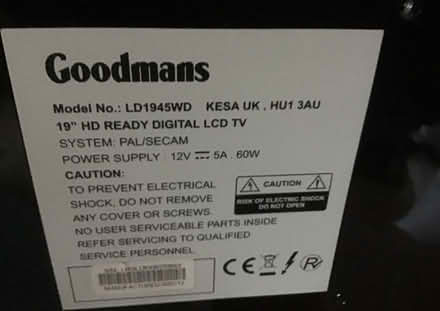 Goodmans
Model No.: LD1945WD KESA UK . HU1 3AU
19" HD READY DIGITAL LCD TV
SYSTEM: PAL/SECAM
POWER SUPPLY : 12V ⎓ 5A . 60W
CAUTION:
TO PREVENT ELECTRICAL
SHOCK, DO NOT REMOVE
ANY COVER OR SCREWS.
NO USER SERVICEABLE PARTS INSIDE
REFER SERVICING TO QUALIFIED
SERVICE PERSONNEL
CAUTION
RISK OF ELECTRIC SHOCK
DO NOT OPEN
CE